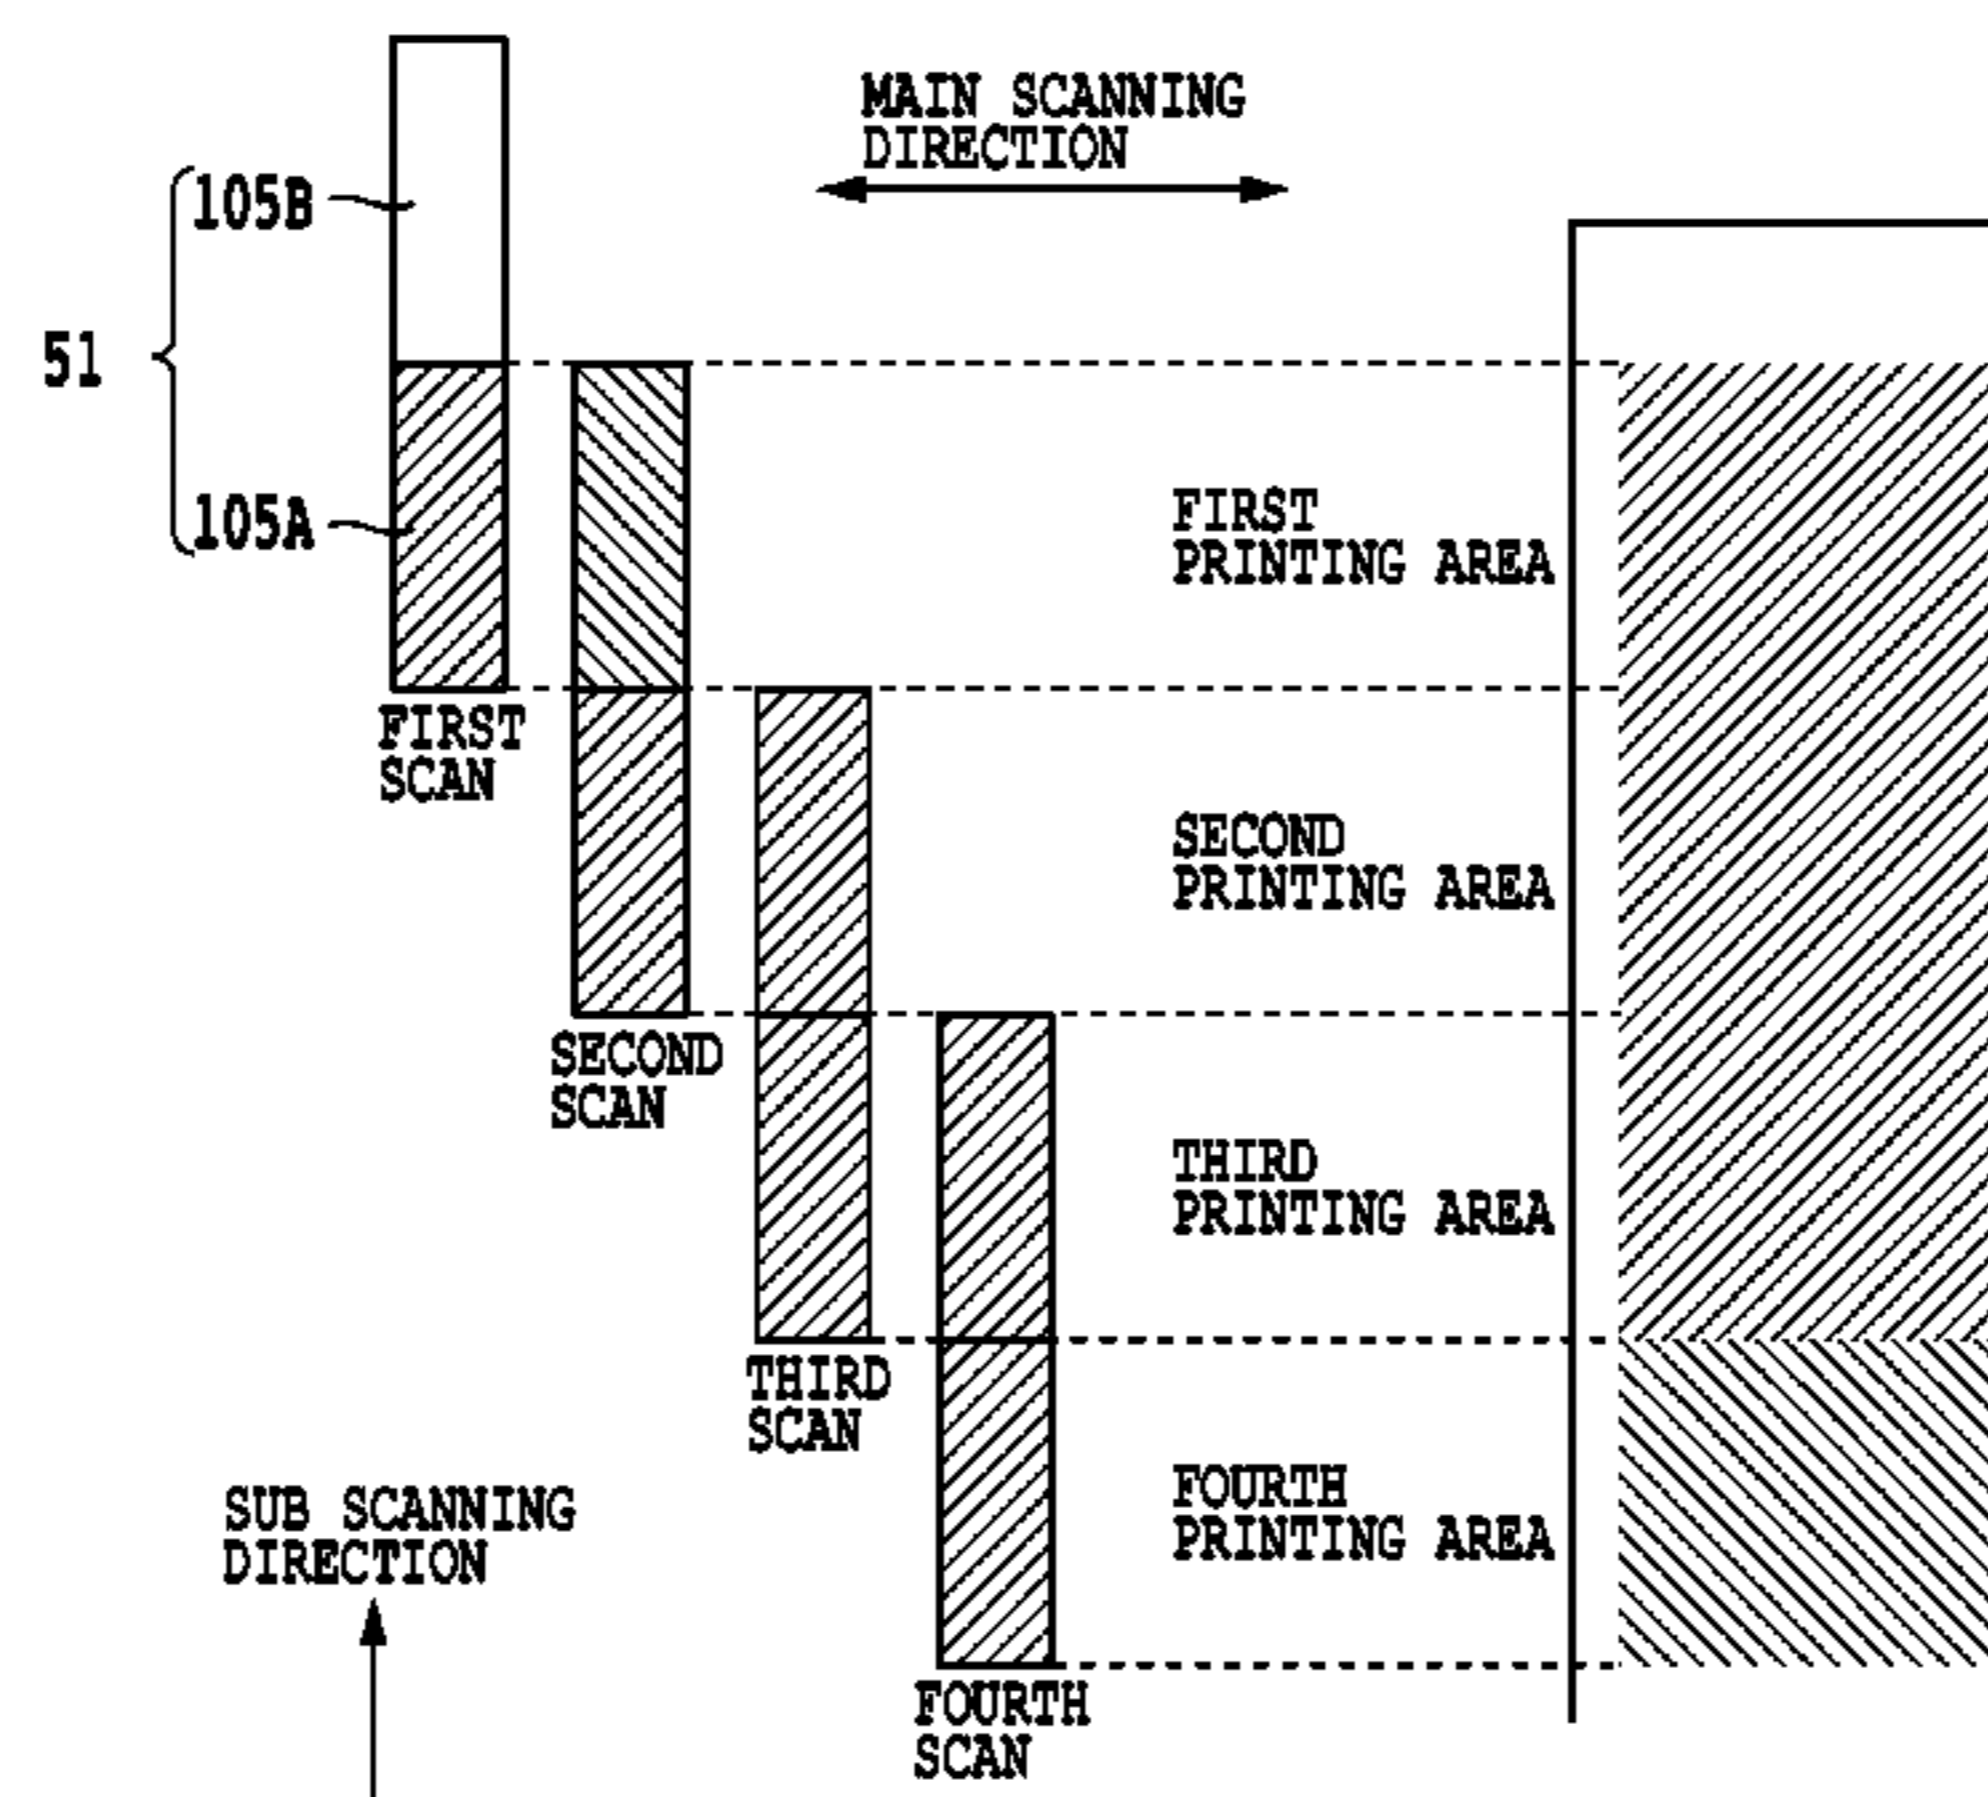 MAIN SCANNING
DIRECTION
105B
51
105A
FIRST
PRINTING AREA
FIRST
SCAN
SECOND
PRINTING AREA
SECOND
SCAN
THIRD
PRINTING AREA
THIRD
SCAN
FOURTH
PRINTING AREA
SUB SCANNING
DIRECTION
FOURTH
SCAN